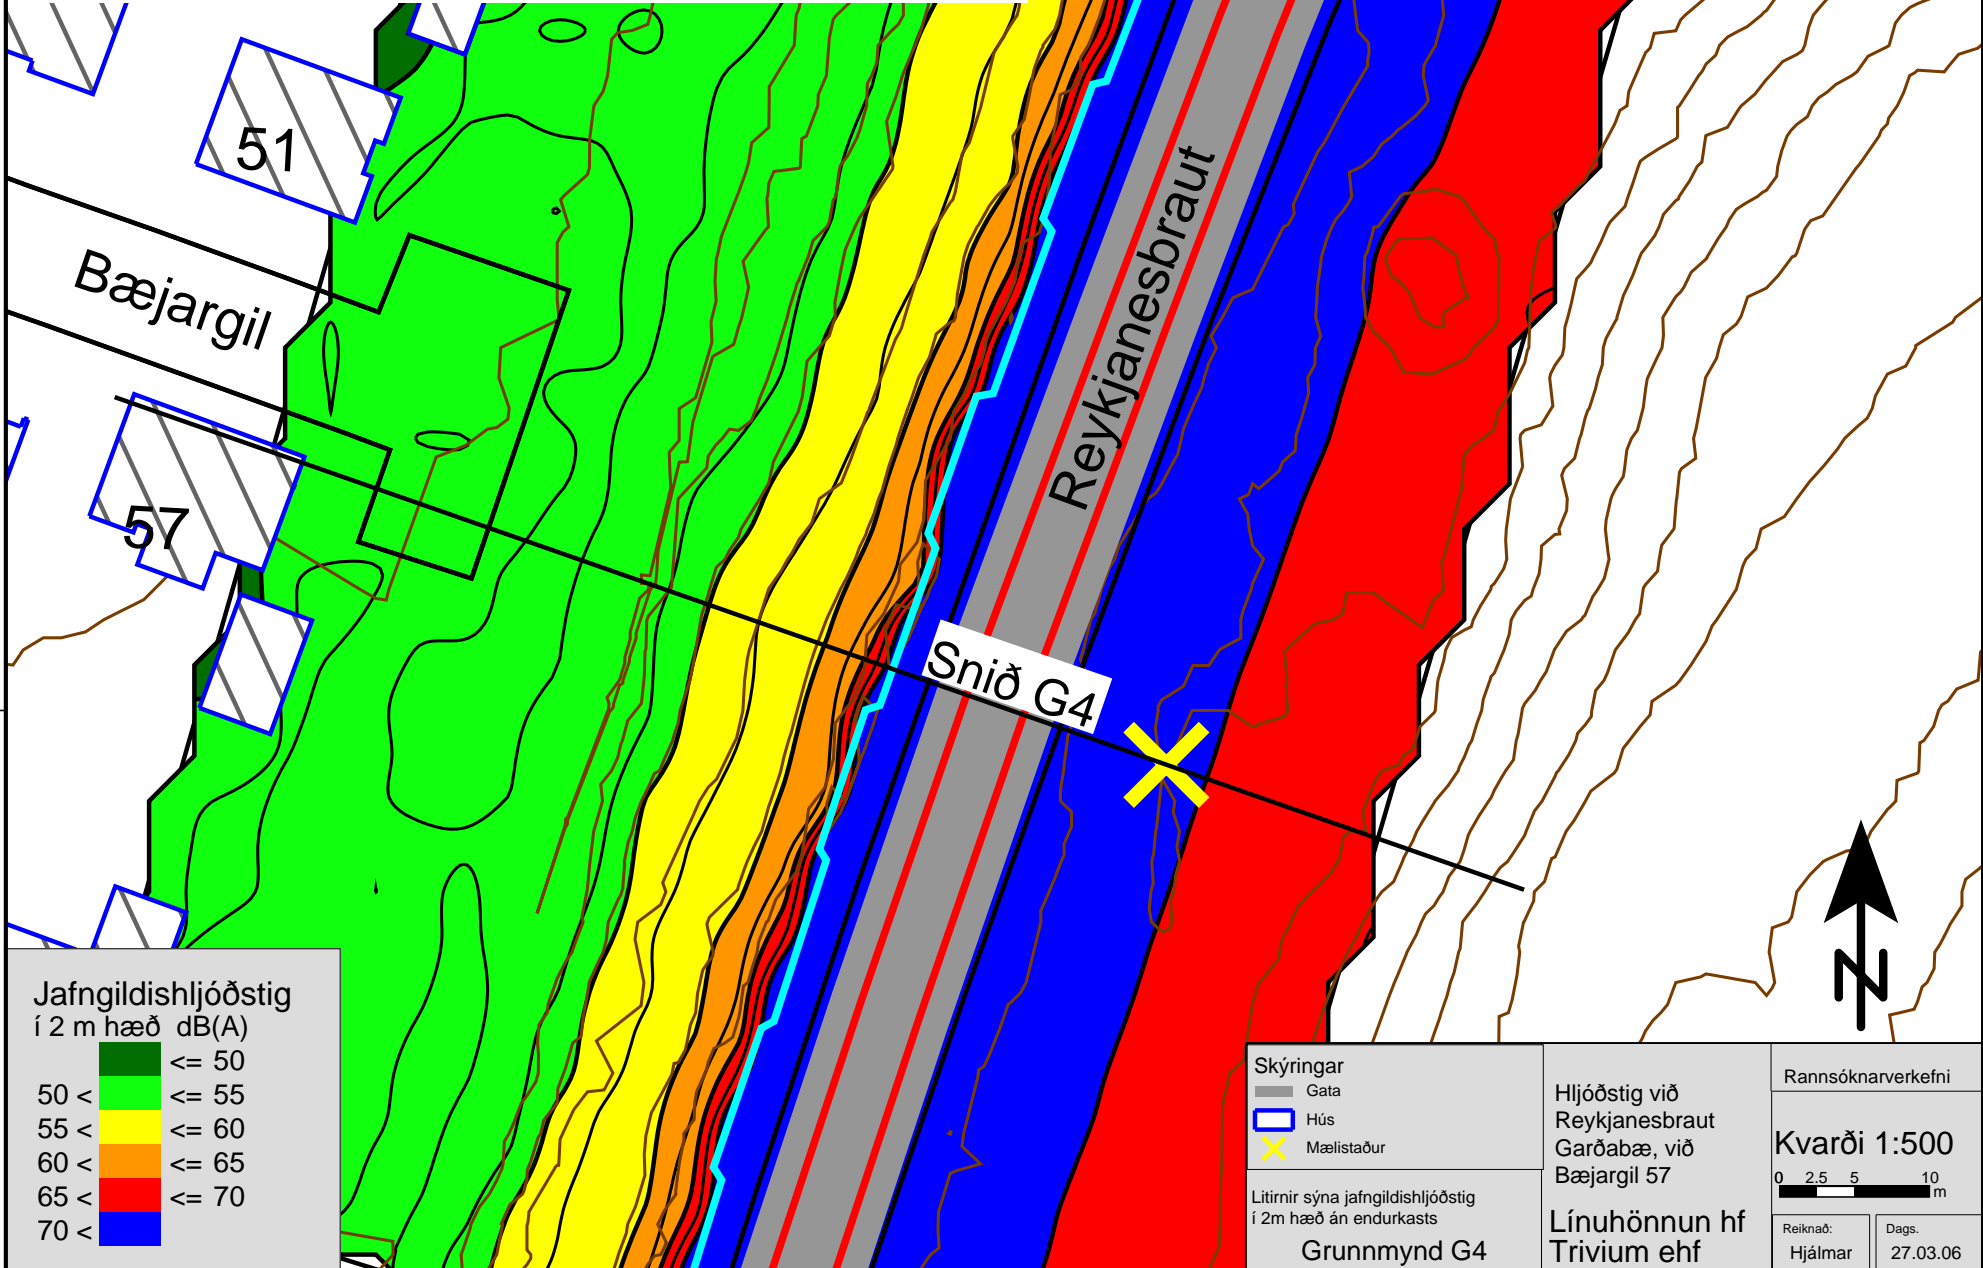 51
Bæjargil
57
Reykjanesbraut
Snið G4
N
Jafngildishljóðstig
í 2 m hæð dB(A)
<= 50
50 < <= 55
55 < <= 60
60 < <= 65
65 < <= 70
70 <
Skýringar
Gata
Hús
Mælistaður
Litirnir sýna jafngildishljóðstig
í 2m hæð án endurkasts
Grunnmynd G4
Hljóðstig við
Reykjanesbraut
Garðabæ, við
Bæjargil 57
Línuhönnun hf
Trivium ehf
Rannsóknarverkefni
Kvarði 1:500
0 2.5 5 10
m
Reiknað:
Hjálmar
Dags.
27.03.06